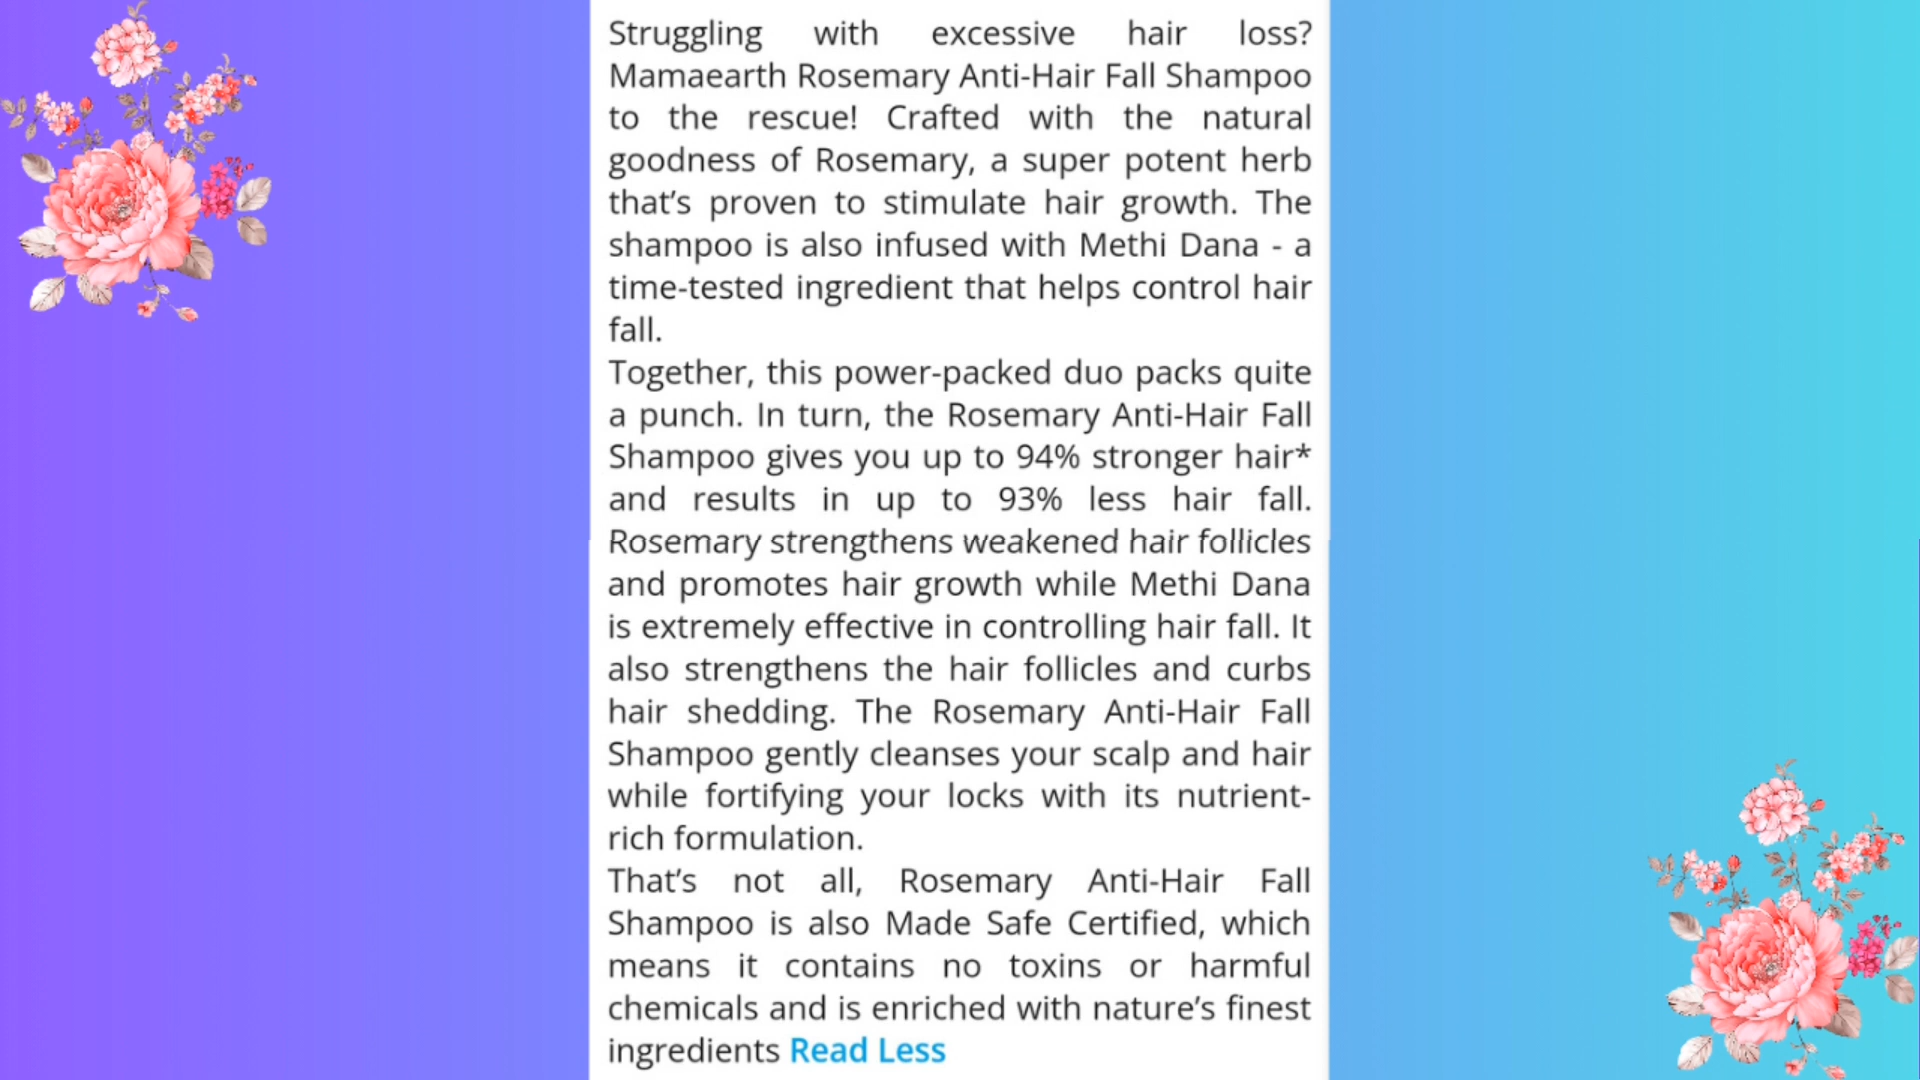 Struggling with excessive hair loss?
Mamaearth Rosemary Anti-Hair Fall Shampoo
to the rescue! Crafted with the natural
goodness of Rosemary, a super potent herb
that’s proven to stimulate hair growth. The
shampoo is also infused with Methi Dana - a
time-tested ingredient that helps control hair
fall.
Together, this power-packed duo packs quite
a punch. In turn, the Rosemary Anti-Hair Fall
Shampoo gives you up to 94% stronger hair*
and results in up to 93% less hair fall.
Rosemary strengthens weakened hair follicles
and promotes hair growth while Methi Dana
is extremely effective in controlling hair fall. It
also strengthens the hair follicles and curbs
hair shedding. The Rosemary Anti-Hair Fall
Shampoo gently cleanses your scalp and hair
while fortifying your locks with its nutrient-
rich formulation.
That’s not all, Rosemary Anti-Hair Fall
Shampoo is also Made Safe Certified, which
means it contains no toxins or harmful
chemicals and is enriched with nature’s finest
ingredients Read Less